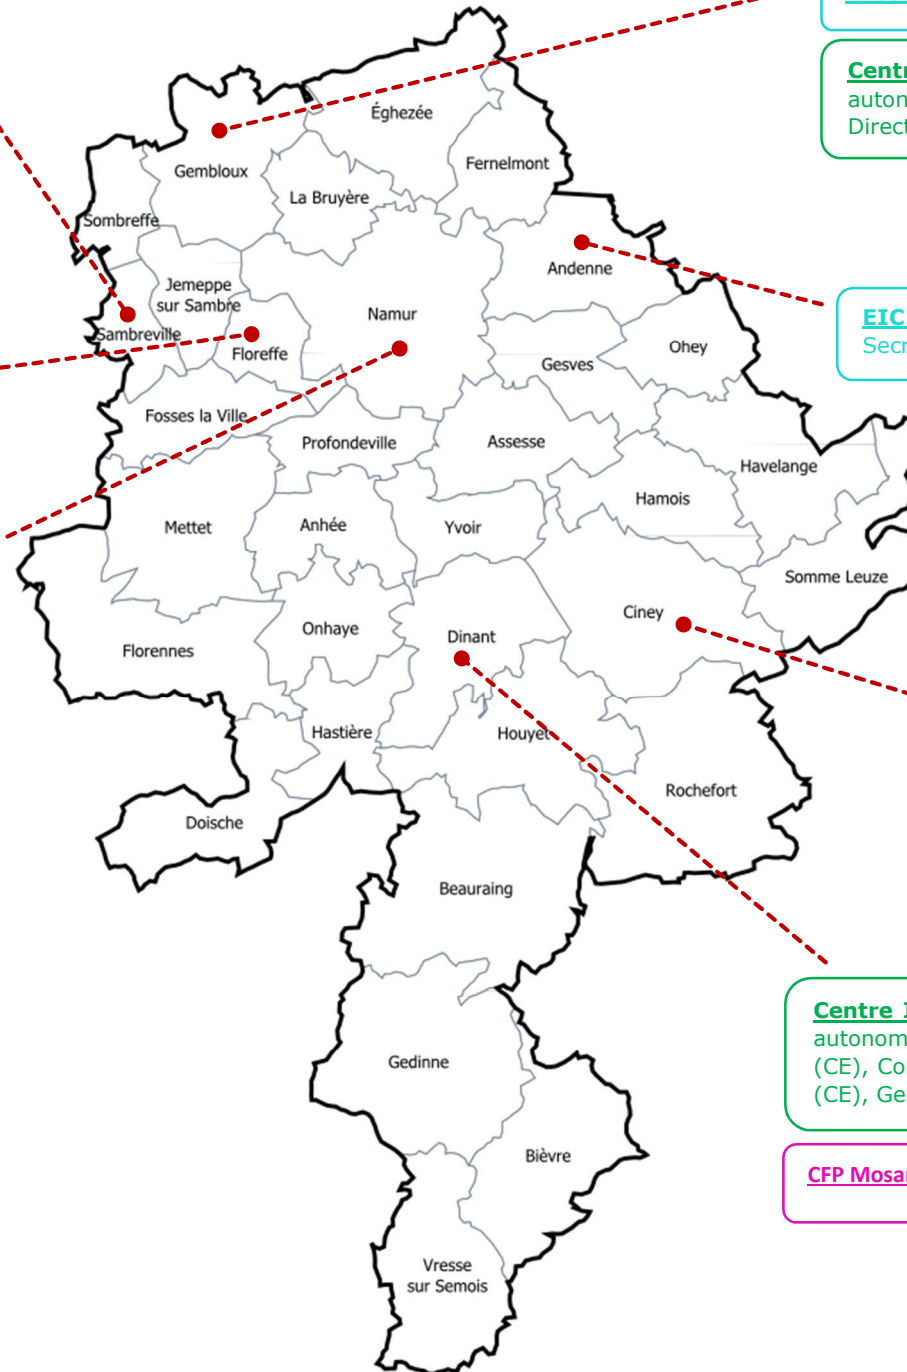 Centr
auton
Direct
Éghezée
Fernelmont
Gembloux
La Bruyère
Sombreffe
Andenne
Jemeppe
sur Sambre
Namur
Sambreville
Floreffe
EIC
Secr
Ohey
Gesves
Fosses la Ville
Profondeville
Assesse
Havelange
Hamois
Mettet
Anhée
Yvoir
Somme Leuze
Ciney
Onhaye
Dinant
Florennes
Hastière
Houyet
Rochefort
Doische
Beauraing
Centre I
autonom
(CE), Co
(CE), Ge
Gedinne
Bièvre
CFP Mosa
Vresse
sur Semois